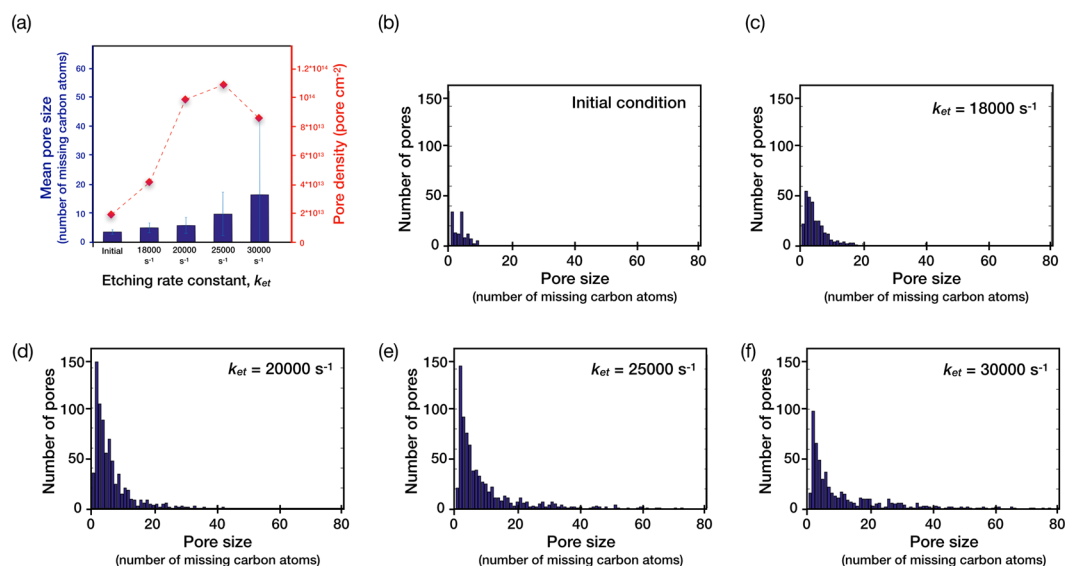 (a)
Mean pore size
(number of missing carbon atoms)
60
50
40
30
20
10
0
1.2*10¹⁴
10¹⁴
8*10¹³
6*10¹³
4*10¹³
2*10¹³
0
Pore density (pore cm⁻²)
Initial
18000 s⁻¹
20000 s⁻¹
25000 s⁻¹
30000 s⁻¹
Etching rate constant, kₑₜ
(b)
Number of pores
150
100
50
0
Initial condition
0 20 40 60 80
Pore size
(number of missing carbon atoms)
(c)
Number of pores
150
100
50
0
kₑₜ = 18000 s⁻¹
0 20 40 60 80
Pore size
(number of missing carbon atoms)
(d)
Number of pores
150
100
50
0
kₑₜ = 20000 s⁻¹
0 20 40 60 80
Pore size
(number of missing carbon atoms)
(e)
Number of pores
150
100
50
0
kₑₜ = 25000 s⁻¹
0 20 40 60 80
Pore size
(number of missing carbon atoms)
(f)
Number of pores
150
100
50
0
kₑₜ = 30000 s⁻¹
0 20 40 60 80
Pore size
(number of missing carbon atoms)